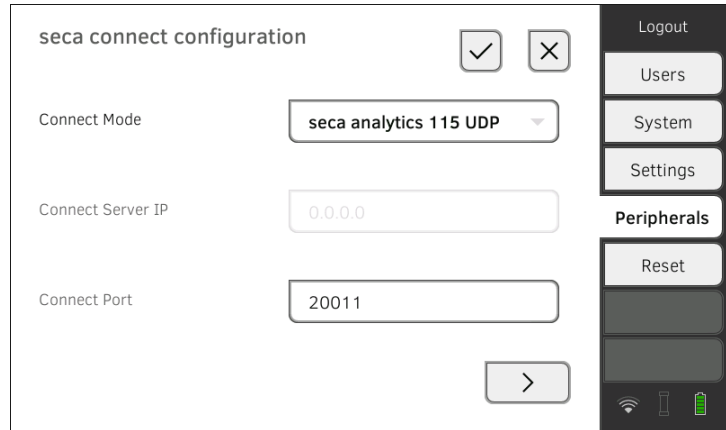 seca connect configuration
Connect Mode
seca analytics 115 UDP
Connect Server IP
0.0.0.0
Connect Port
20011
Logout
Users
System
Settings
Peripherals
Reset